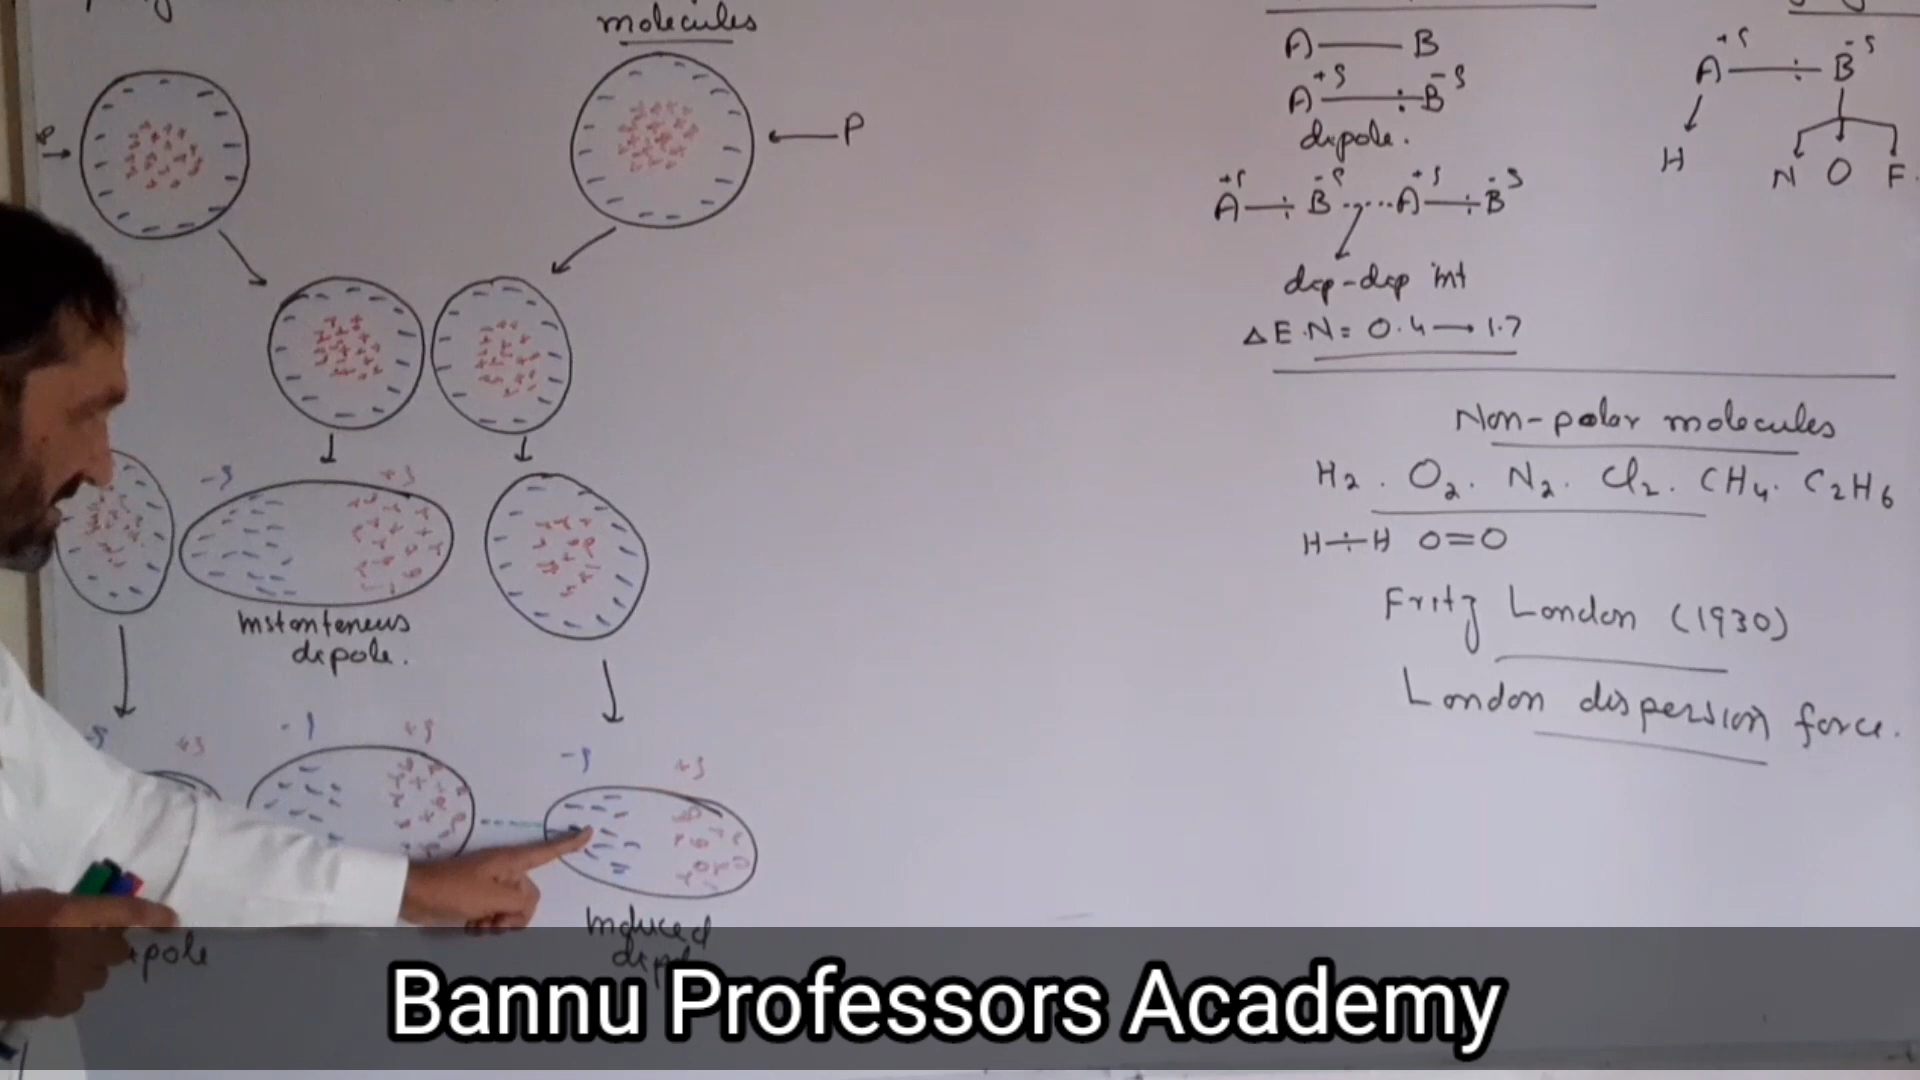 molecules
P
P
-δ +δ
Instanteneus
dipole.
-δ +δ
-δ +δ
-δ +δ
Induced
A—B
+δ -δ
A—:B
dipole.
+δ -δ +δ -δ
A—:B.....A—:B
dip-dip int
ΔE.N= 0.4—1.7
+δ -δ
A—:B
H
N O F.
Non-polar molecules
H₂. O₂. N₂. Cl₂. CH₄. C₂H₆
H÷H O=O
Fritz London (1930)
London dispersion force.
Bannu Professors Academy